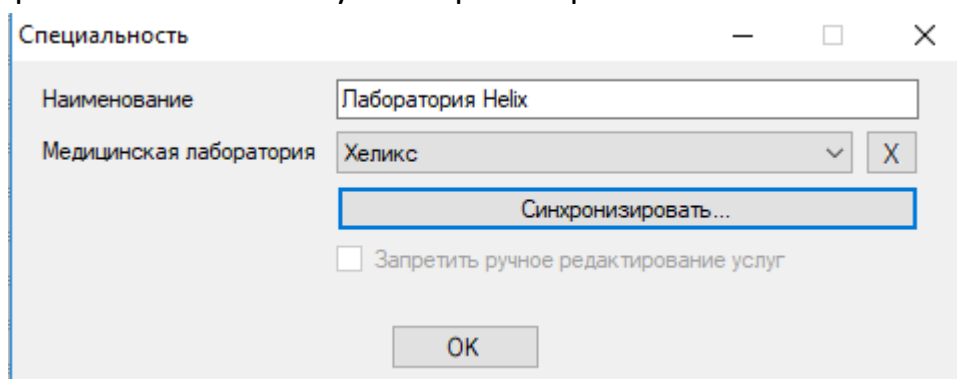 Специальность
Наименование
Лаборатория Helix
Медицинская лаборатория
Хеликс
X
Синхронизировать...
Запретить ручное редактирование услуг
OK